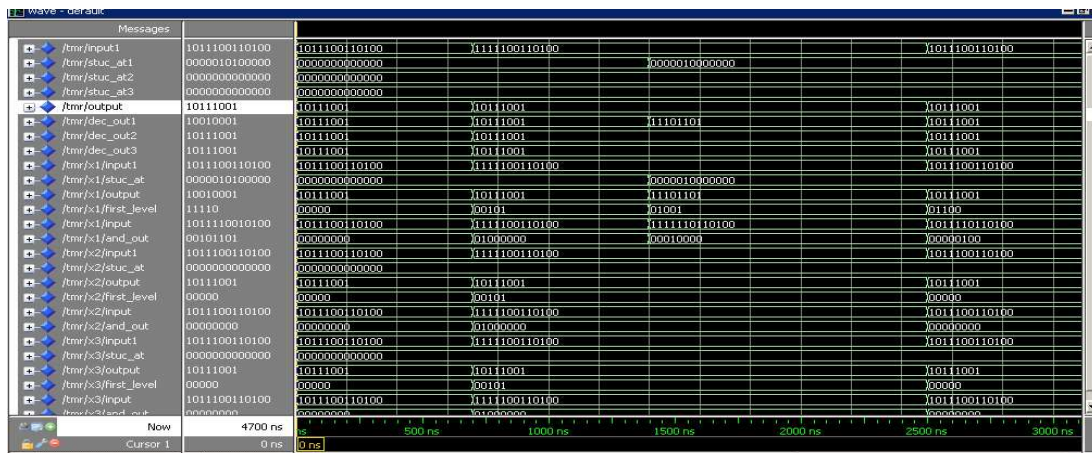 wave - default
Messages
/tmr/input1 1011100110100 1011100110100 1111100110100 1011100110100
/tmr/stuc_at1 0000010100000 0000000000000 0000010000000
/tmr/stuc_at2 0000000000000 0000000000000
/tmr/stuc_at3 0000000000000 0000000000000
/tmr/output 10111001 10111001 10111001 10111001
/tmr/dec_out1 10010001 10111001 10111001 11101101 10111001
/tmr/dec_out2 10111001 10111001 10111001 10111001
/tmr/dec_out3 10111001 10111001 10111001 10111001
/tmr/x1/input1 1011100110100 1011100110100 1111100110100 1011100110100
/tmr/x1/stuc_at 0000010100000 0000000000000 0000010000000
/tmr/x1/output 10010001 10111001 10111001 11101101 10111001
/tmr/x1/first_level 11110 00000 00101 01001 01100
/tmr/x1/input 1011110010100 1011100110100 1111100110100 1111110110100 1011110110100
/tmr/x1/and_out 00101101 00000000 01000000 00010000 00000100
/tmr/x2/input1 1011100110100 1011100110100 1111100110100 1011100110100
/tmr/x2/stuc_at 0000000000000 0000000000000
/tmr/x2/output 10111001 10111001 10111001 10111001
/tmr/x2/first_level 00000 00000 00101 00000
/tmr/x2/input 1011100110100 1011100110100 1111100110100 1011100110100
/tmr/x2/and_out 00000000 00000000 01000000 00000000
/tmr/x3/input1 1011100110100 1011100110100 1111100110100 1011100110100
/tmr/x3/stuc_at 0000000000000 0000000000000
/tmr/x3/output 10111001 10111001 10111001 10111001
/tmr/x3/first_level 00000 00000 00101 00000
/tmr/x3/input 1011100110100 1011100110100 1111100110100 1011100110100
/tmr/x3/and_out 00000000 00000000 01000000 00000000
Now 4700 ns ns 500 ns 1000 ns 1500 ns 2000 ns 2500 ns 3000 ns
Cursor 1 0 ns 0 ns